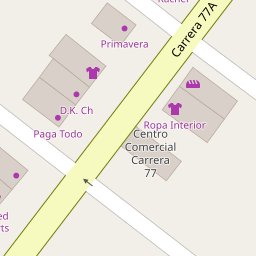 Carrera 77A
Primavera
D.K. Ch
Paga Todo
Ropa Interior
Centro
Comercial
Carrera
77